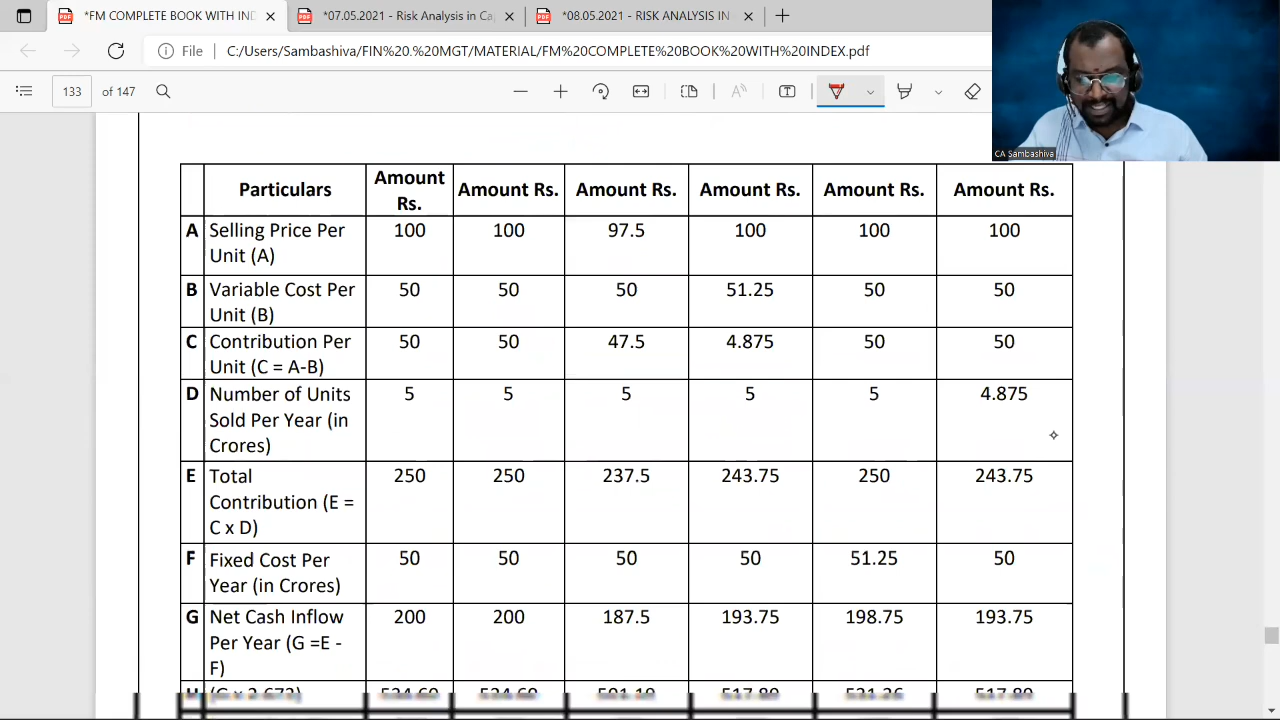 *FM COMPLETE BOOK WITH IND
*07.05.2021 - Risk Analysis in Ca
*08.05.2021 - RISK ANALYSIS IN
File C:/Users/Sambashiva/FIN%20.%20MGT/MATERIAL/FM%20COMPLETE%20BOOK%20WITH%20INDEX.pdf
133 of 147
CA Sambashiva
Particulars Amount Rs. Amount Rs. Amount Rs. Amount Rs. Amount Rs. Amount Rs.
A Selling Price Per 100 100 97.5 100 100 100
Unit (A)
B Variable Cost Per 50 50 50 51.25 50 50
Unit (B)
C Contribution Per 50 50 47.5 4.875 50 50
Unit (C = A-B)
D Number of Units 5 5 5 5 5 4.875
Sold Per Year (in
Crores)
E Total 250 250 237.5 243.75 250 243.75
Contribution (E =
C x D)
F Fixed Cost Per 50 50 50 50 51.25 50
Year (in Crores)
G Net Cash Inflow 200 200 187.5 193.75 198.75 193.75
Per Year (G =E -
F)